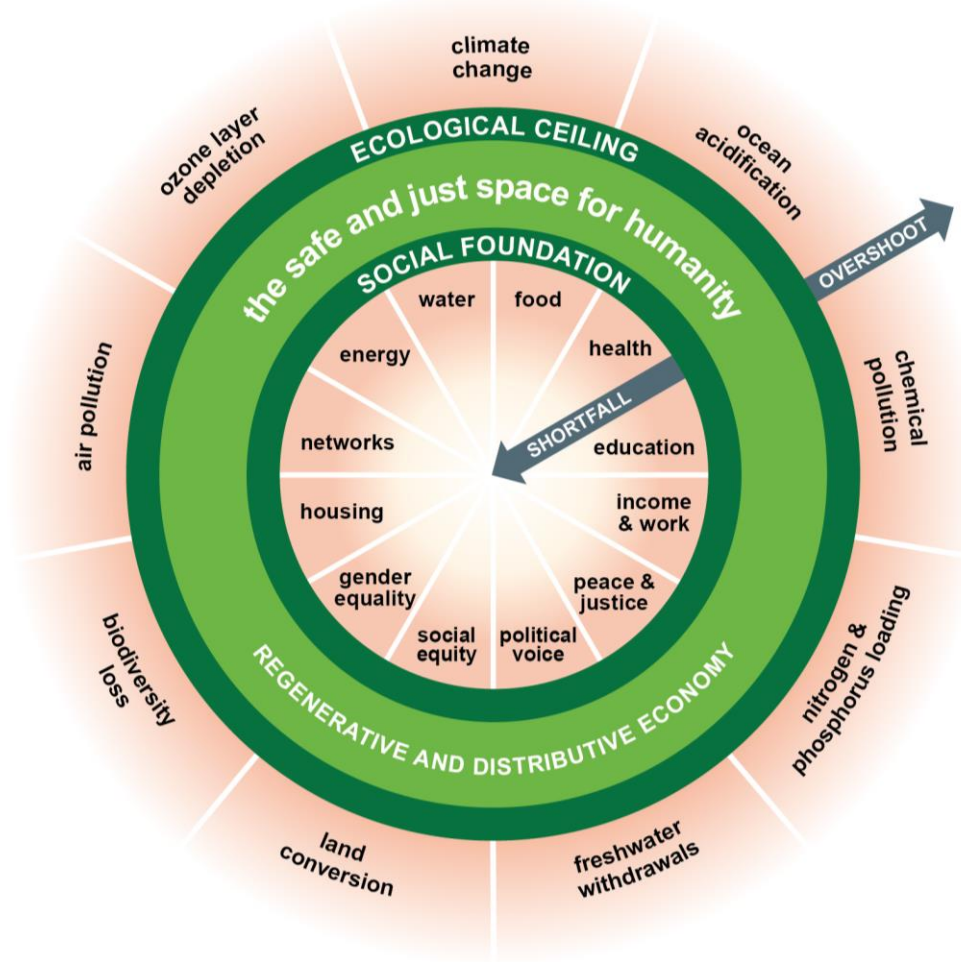 climate
change
ocean
acidification
OVERSHOOT
chemical
pollution
nitrogen &
phosphorus loading
freshwater
withdrawals
land
conversion
biodiversity
loss
air pollution
ozone layer
depletion
ECOLOGICAL CEILING
the safe and just space for humanity
SOCIAL FOUNDATION
water
food
health
SHORTFALL
education
income
& work
peace &
justice
political
voice
social
equity
gender
equality
housing
networks
energy
REGENERATIVE AND DISTRIBUTIVE ECONOMY